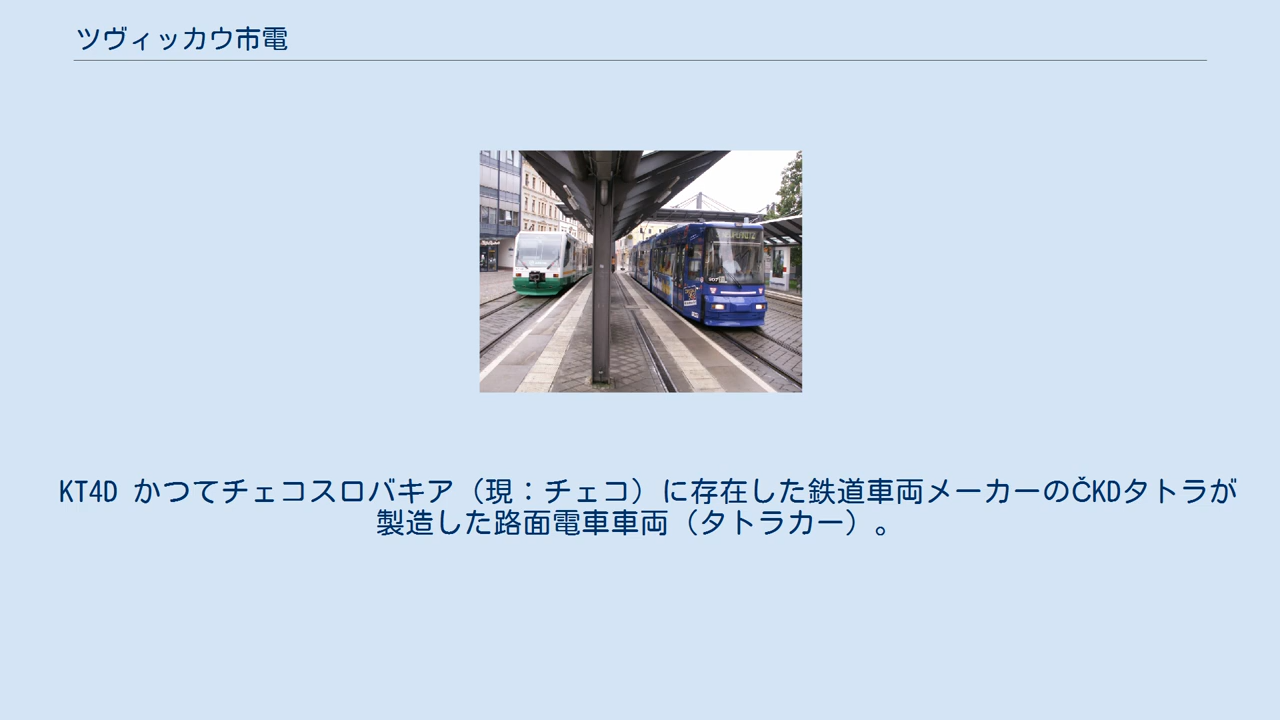 ツヴィッカウ市電
KT4D かつてチェコスロバキア（現：チェコ）に存在した鉄道車両メーカーのČKDタトラが
製造した路面電車車両（タトラカー）。